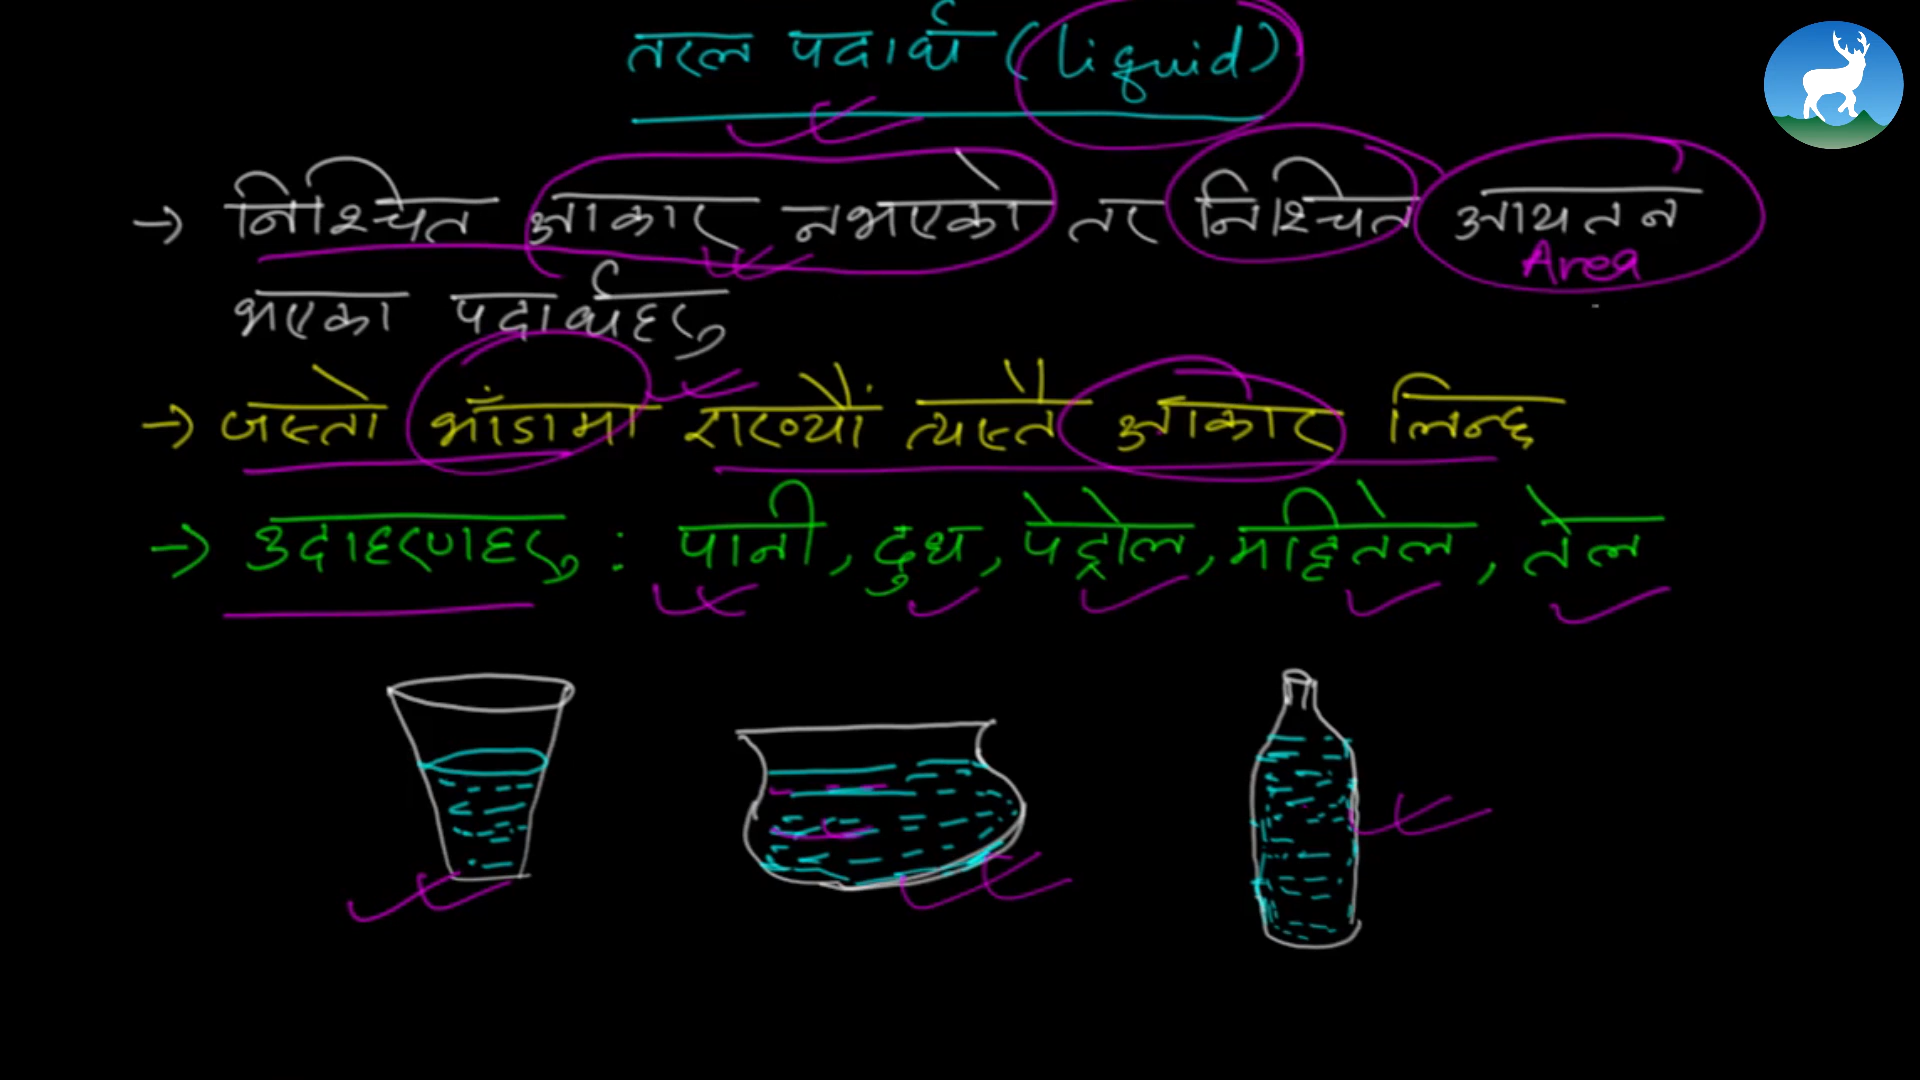 तरल पदार्थ (liquid)
→ निश्चित आकार नभएको तर निश्चित आयतन
Area
भएका पदार्थहरू
→ जस्तो भाँडामा राख्यौं त्यस्तै आकार लिन्छ
→ उदाहरणहरू : पानी, दुध, पेट्रोल, मट्टितेल, तेल